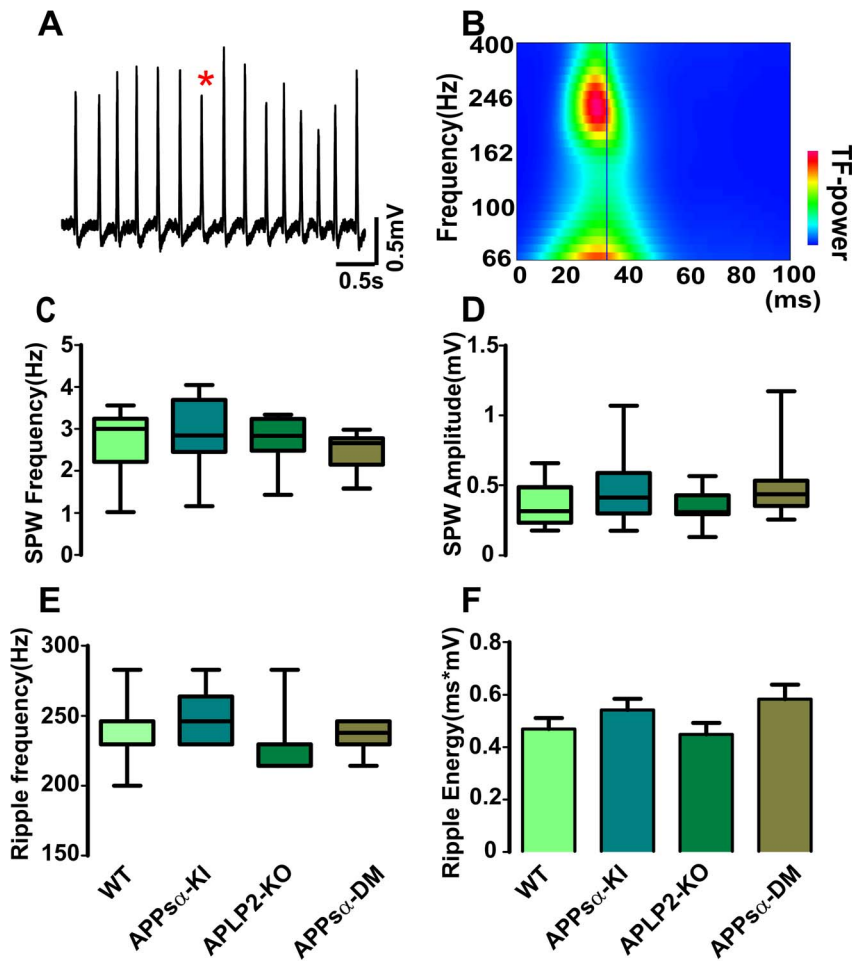 A
*
0.5mV
0.5s
B
Frequency(Hz)
400
246
162
100
66
0 20 40 60 80 100
(ms)
TF-power
C
SPW Frequency(Hz)
5
4
3
2
1
0
D
SPW Amplitude(mV)
1.5
1
0.5
0
E
Ripple frequency(Hz)
300
250
200
150
WT
APPsα-KI
APLP2-KO
APPsα-DM
F
Ripple Energy(ms*mV)
0.8
0.6
0.4
0.2
0
WT
APPsα-KI
APLP2-KO
APPsα-DM